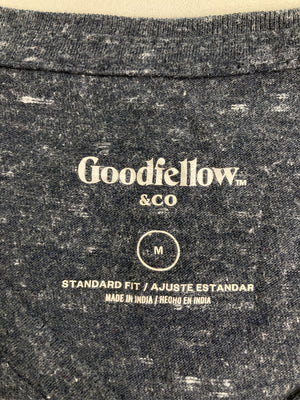 Goodfellow™
&CO
M
STANDARD FIT / AJUSTE ESTANDAR
MADE IN INDIA / HECHO EN INDIA